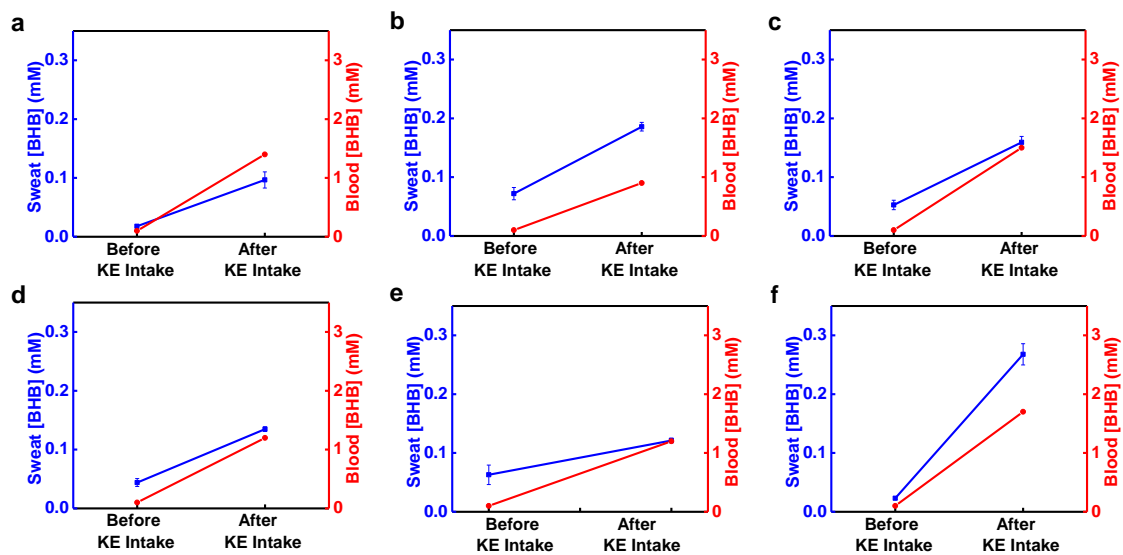 a
Sweat [BHB] (mM)
0.3
0.2
0.1
0.0
Before
KE Intake
After
KE Intake
3
2
1
0
Blood [BHB] (mM)
b
Sweat [BHB] (mM)
0.3
0.2
0.1
0.0
Before
KE Intake
After
KE Intake
3
2
1
0
Blood [BHB] (mM)
c
Sweat [BHB] (mM)
0.3
0.2
0.1
0.0
Before
KE Intake
After
KE Intake
3
2
1
0
Blood [BHB] (mM)
d
Sweat [BHB] (mM)
0.3
0.2
0.1
0.0
Before
KE Intake
After
KE Intake
3
2
1
0
Blood [BHB] (mM)
e
Sweat [BHB] (mM)
0.3
0.2
0.1
0.0
Before
KE Intake
After
KE Intake
3
2
1
0
Blood [BHB] (mM)
f
Sweat [BHB] (mM)
0.3
0.2
0.1
0.0
Before
KE Intake
After
KE Intake
3
2
1
0
Blood [BHB] (mM)